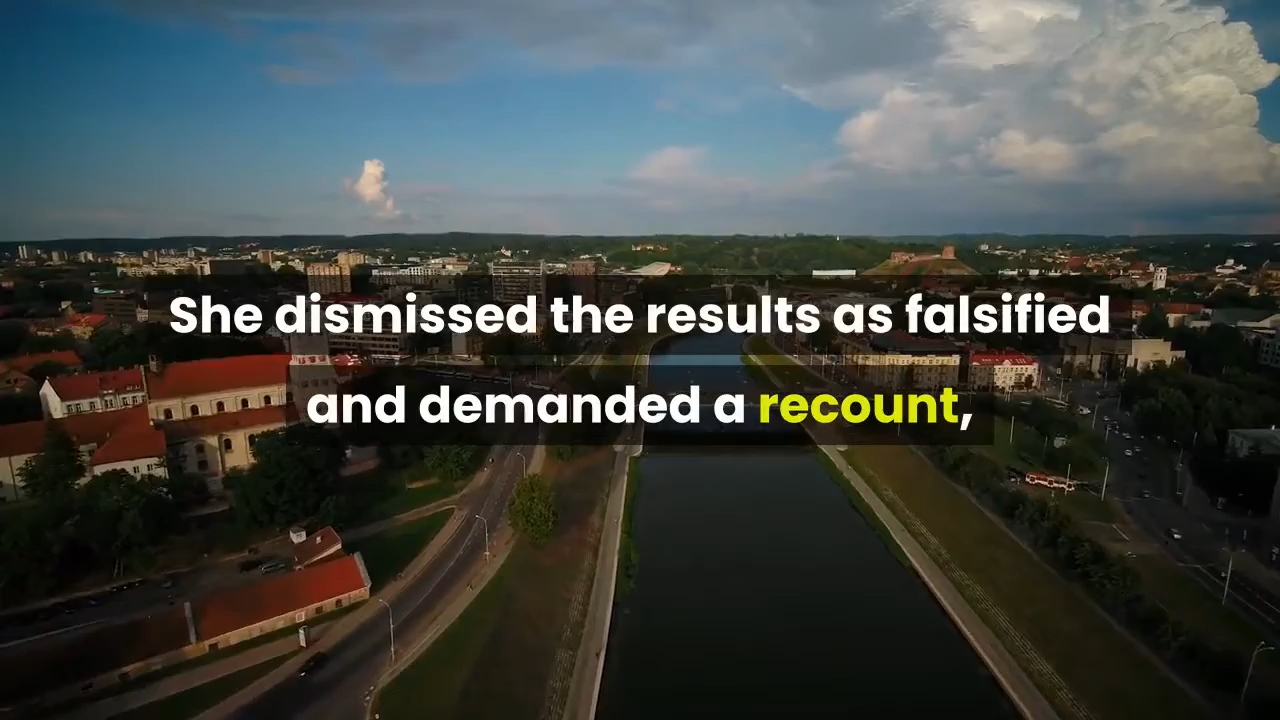 She dismissed the results as falsified
and demanded a recount,